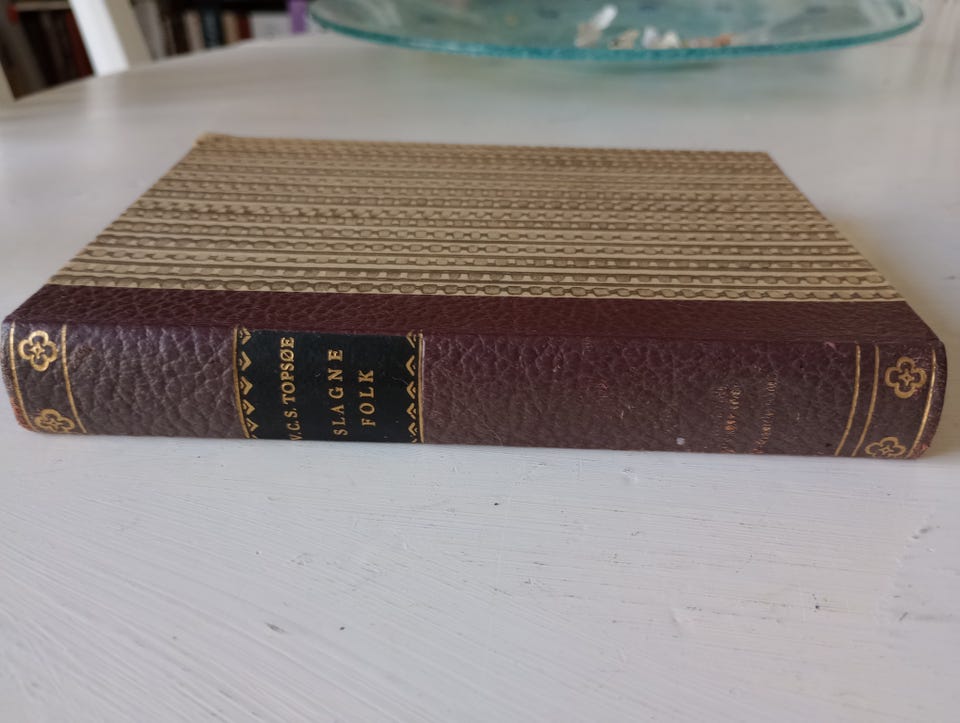 V.C.S. TOPSØE
SLAGNE
FOLK